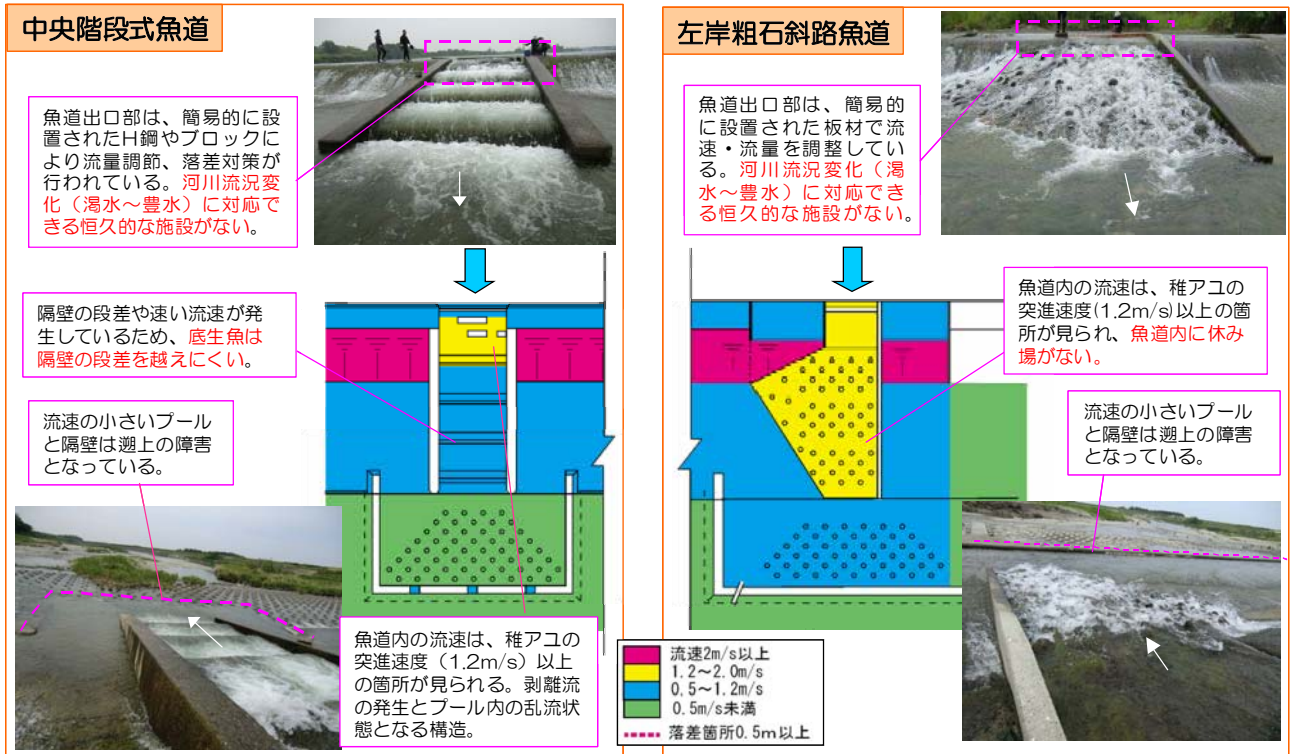 中央階段式魚道
魚道出口部は、簡易的に設
置されたH鋼やブロックに
より流量調節、落差対策が
行われている。河川流況変
化（渇水～豊水）に対応で
きる恒久的な施設がない。
隔壁の段差や速い流速が発
生しているため、底生魚は
隔壁の段差を越えにくい。
流速の小さいプール
と隔壁は遡上の障害
となっている。
魚道内の流速は、稚アユの
突進速度（1.2m/s）以上
の箇所が見られる。剥離流
の発生とプール内の乱流状
態となる構造。
左岸粗石斜路魚道
魚道出口部は、簡易的
に設置された板材で流
速・流量を調整してい
る。河川流況変化（渇
水～豊水）に対応でき
る恒久的な施設がない。
魚道内の流速は、稚アユの
突進速度(1.2m/s)以上の箇
所が見られ、魚道内に休み
場がない。
流速の小さいプール
と隔壁は遡上の障害
となっている。
流速2m/s以上
1.2～2.0m/s
0.5～1.2m/s
0.5m/s未満
落差箇所0.5m以上